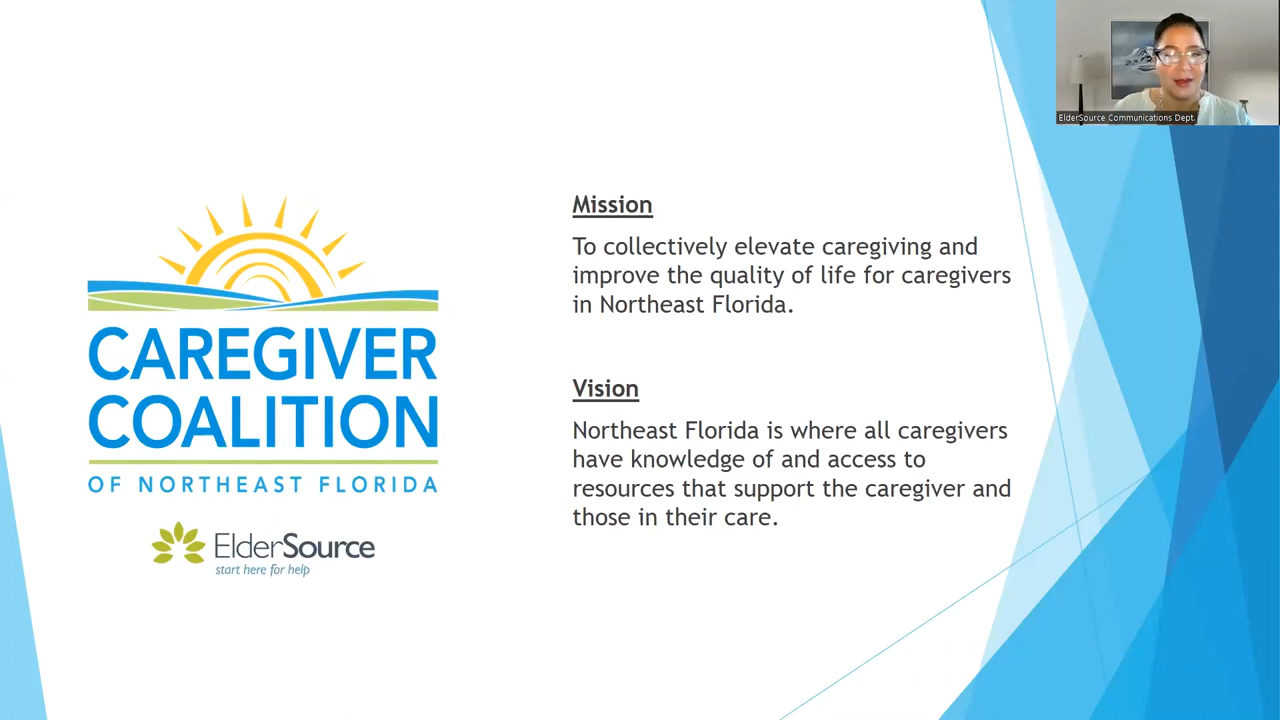 ElderSource Communications Dept.
CAREGIVER
COALITION
OF NORTHEAST FLORIDA
ElderSource
start here for help
Mission
To collectively elevate caregiving and
improve the quality of life for caregivers
in Northeast Florida.
Vision
Northeast Florida is where all caregivers
have knowledge of and access to
resources that support the caregiver and
those in their care.